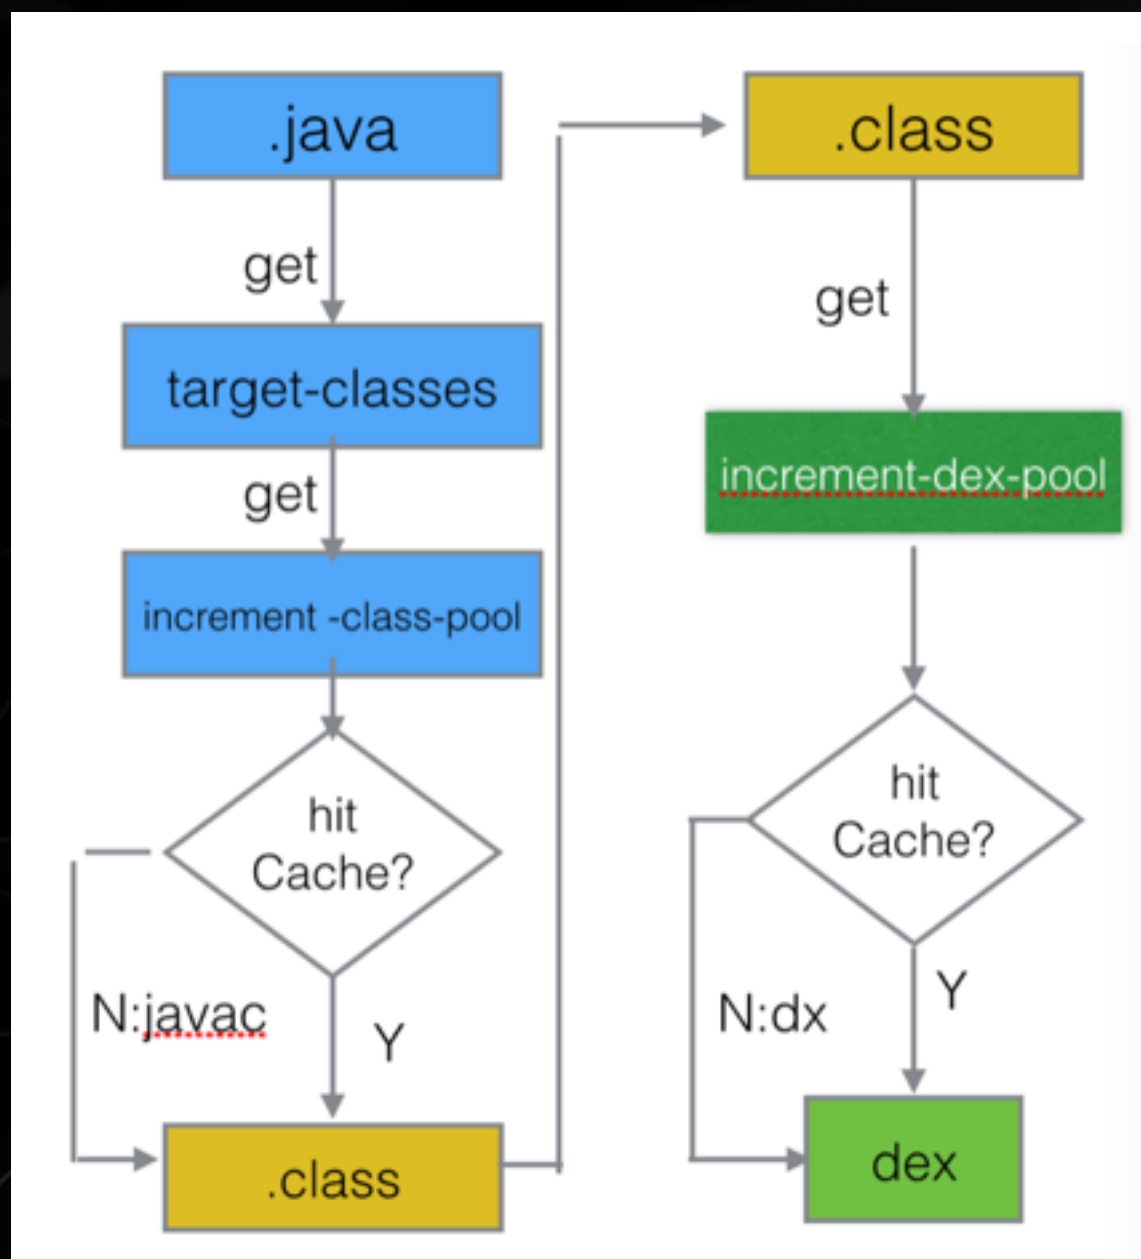 .java
get
target-classes
get
increment -class-pool
hit
Cache?
N:javac
Y
.class
.class
get
increment-dex-pool
hit
Cache?
N:dx
Y
dex